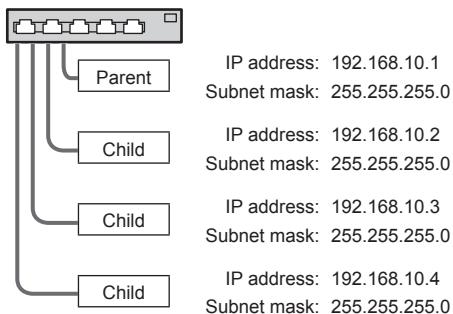 IP address: 192.168.10.1
Parent
Subnet mask: 255.255.255.0
IP address: 192.168.10.2
Child
Subnet mask: 255.255.255.0
IP address: 192.168.10.3
Child
Subnet mask: 255.255.255.0
IP address: 192.168.10.4
Child
Subnet mask: 255.255.255.0